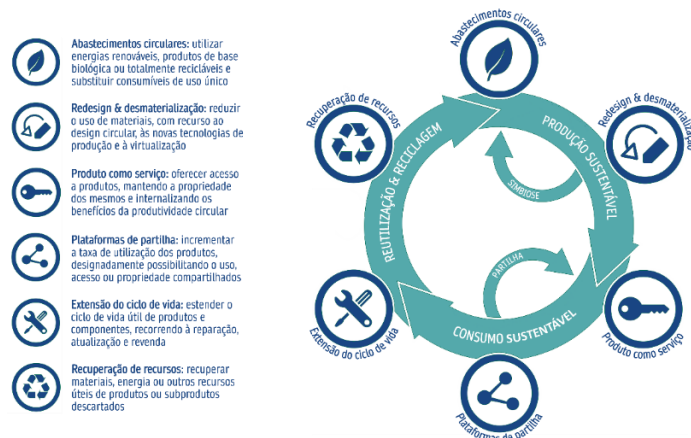 Abastecimentos circulares: utilizar
energias renováveis, produtos de base
biológica ou totalmente recicláveis e
substituir consumíveis de uso único
Redesign & desmaterialização: reduzir
o uso de materiais, com recurso ao
design circular, às novas tecnologias de
produção e à virtualização
Produto como serviço: oferecer acesso
a produtos, mantendo a propriedade
dos mesmos e internalizando os
benefícios da produtividade circular
Plataformas de partilha: incrementar
a taxa de utilização dos produtos,
designadamente possibilitando o uso,
acesso ou propriedade compartilhados
Extensão do ciclo de vida: estender o
ciclo de vida útil de produtos e
componentes, recorrendo à reparação,
atualização e revenda
Recuperação de recursos: recuperar
materiais, energia ou outros recursos
úteis de produtos ou subprodutos
descartados
Abastecimentos circulares
Redesign & desmaterialização
Produto como serviço
Plataformas de partilha
Extensão do ciclo de vida
Recuperação de recursos
PRODUÇÃO SUSTENTÁVEL
CONSUMO SUSTENTÁVEL
REUTILIZAÇÃO & RECICLAGEM
SIMBIOSE
PARTILHA